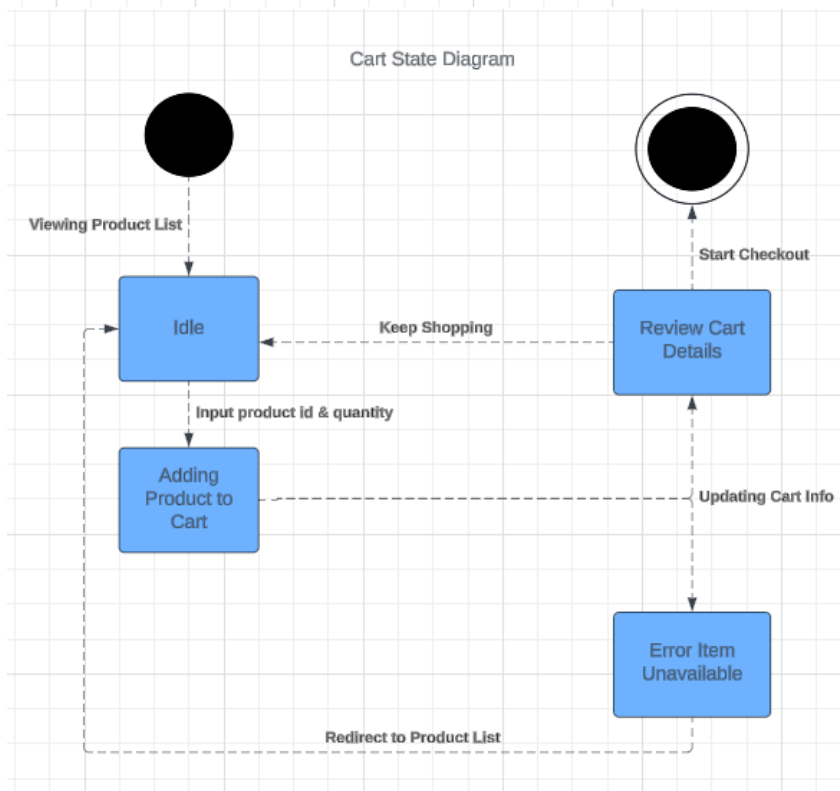 Cart State Diagram
Viewing Product List
Start Checkout
Idle
Keep Shopping
Review Cart
Details
Input product id & quantity
Adding
Product to
Cart
Updating Cart Info
Error Item
Unavailable
Redirect to Product List